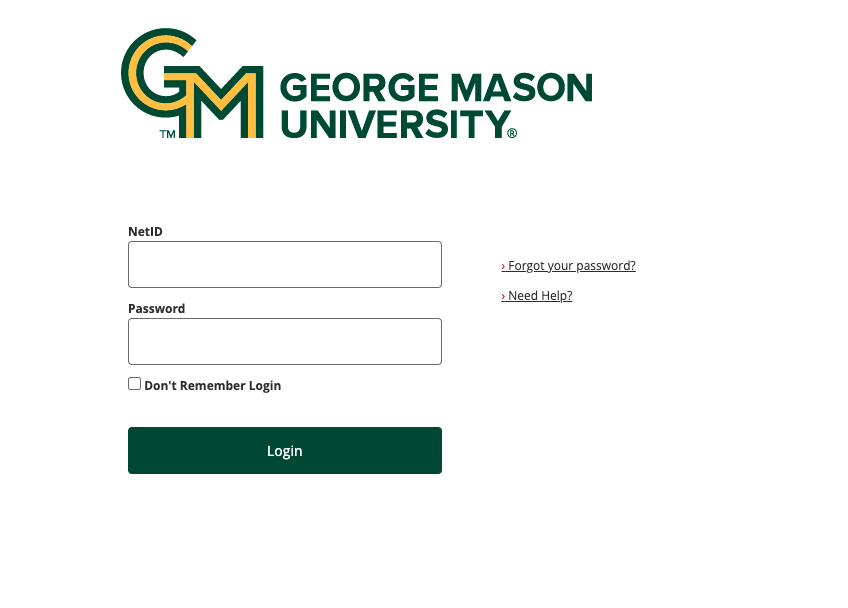 GM
TM
GEORGE MASON
UNIVERSITY®
NetID
Password
Don't Remember Login
Login
› Forgot your password?
› Need Help?